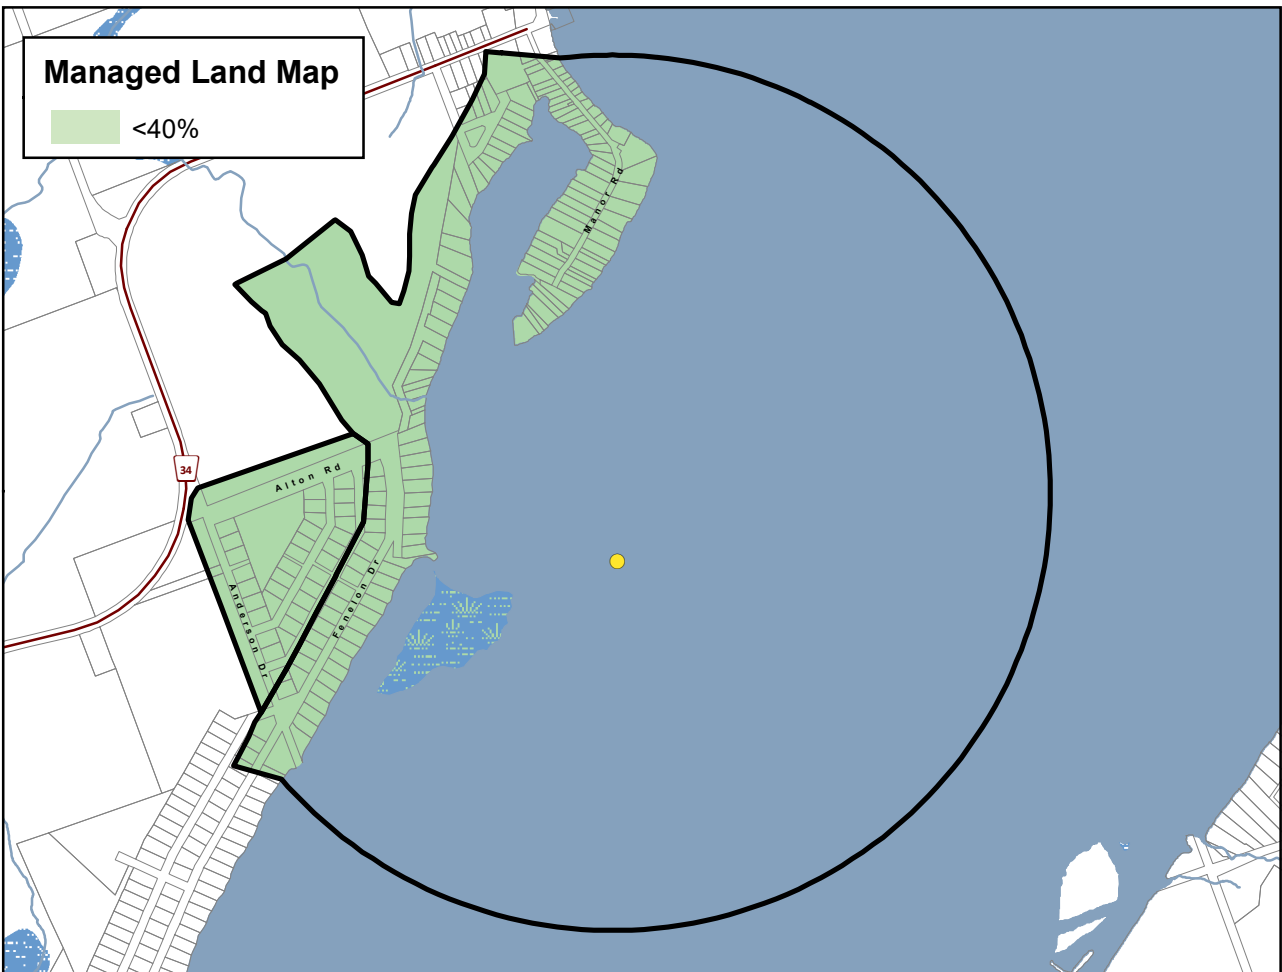 Managed Land Map
<40%
Manor Rd
34
Alton Rd
Anderson Dr
Fenelon Dr